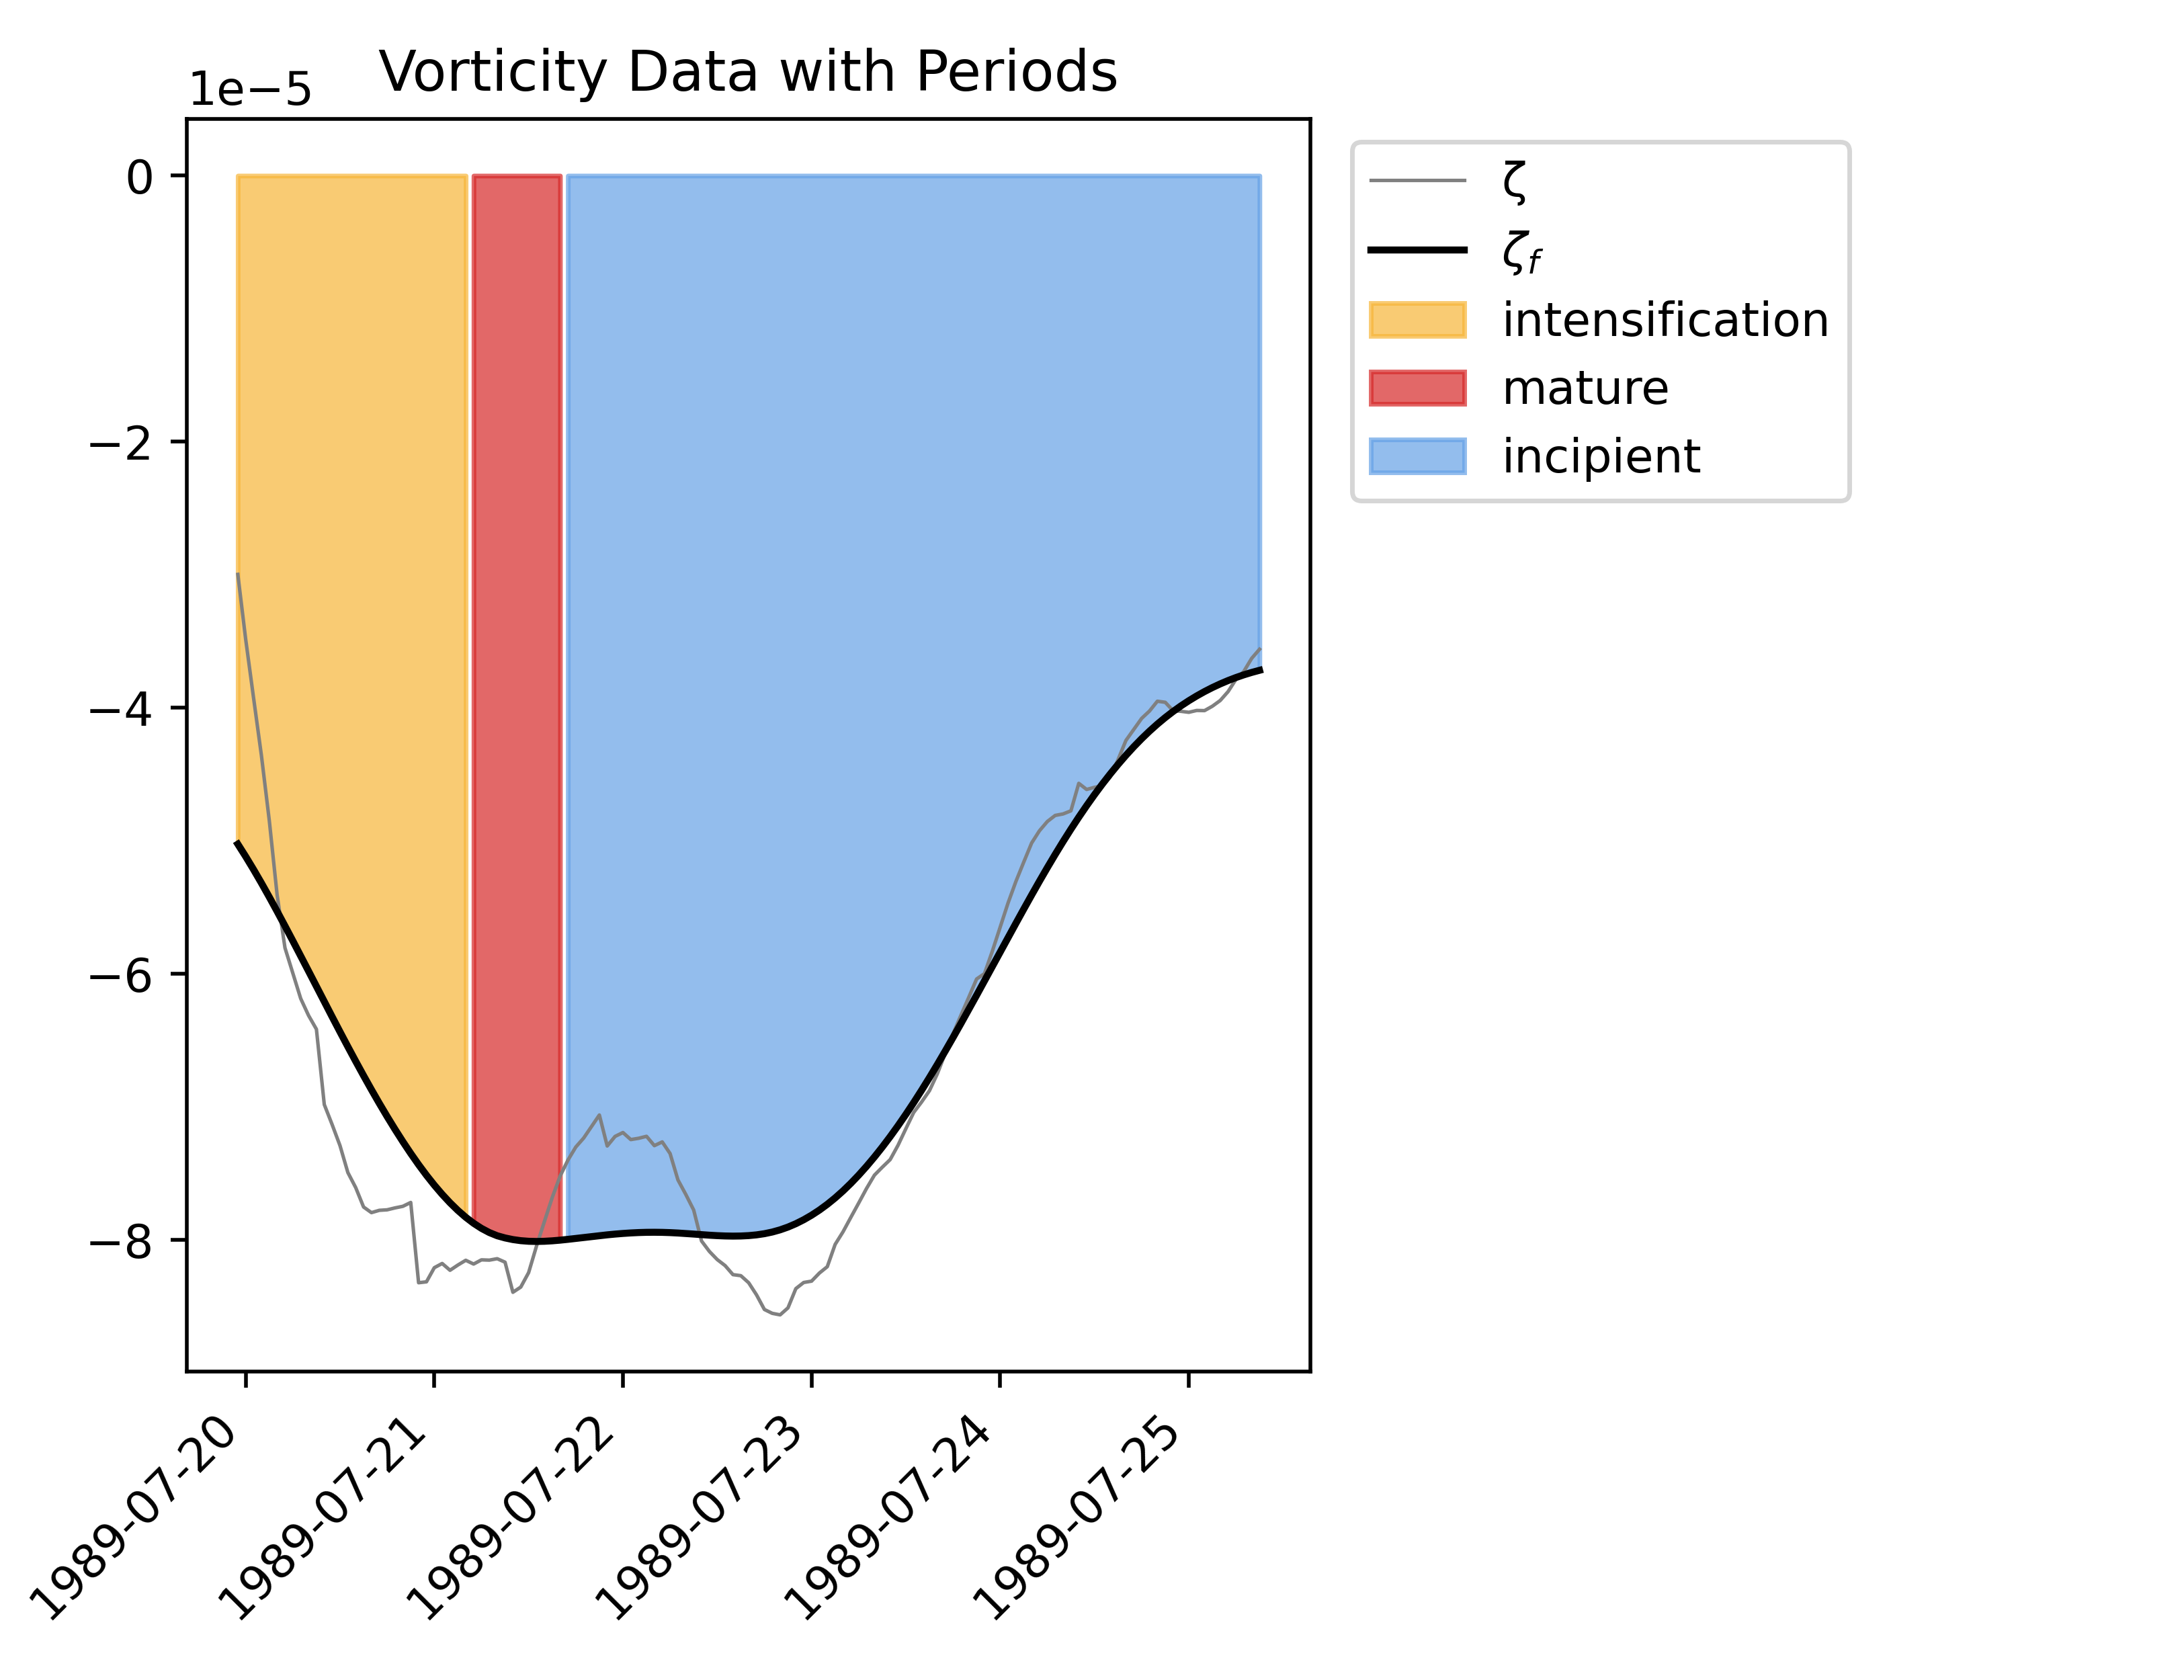 Vorticity Data with Periods
1e−5
0
−2
−4
−6
−8
1989-07-20
1989-07-21
1989-07-22
1989-07-23
1989-07-24
1989-07-25
ζ
ζf
intensification
mature
incipient